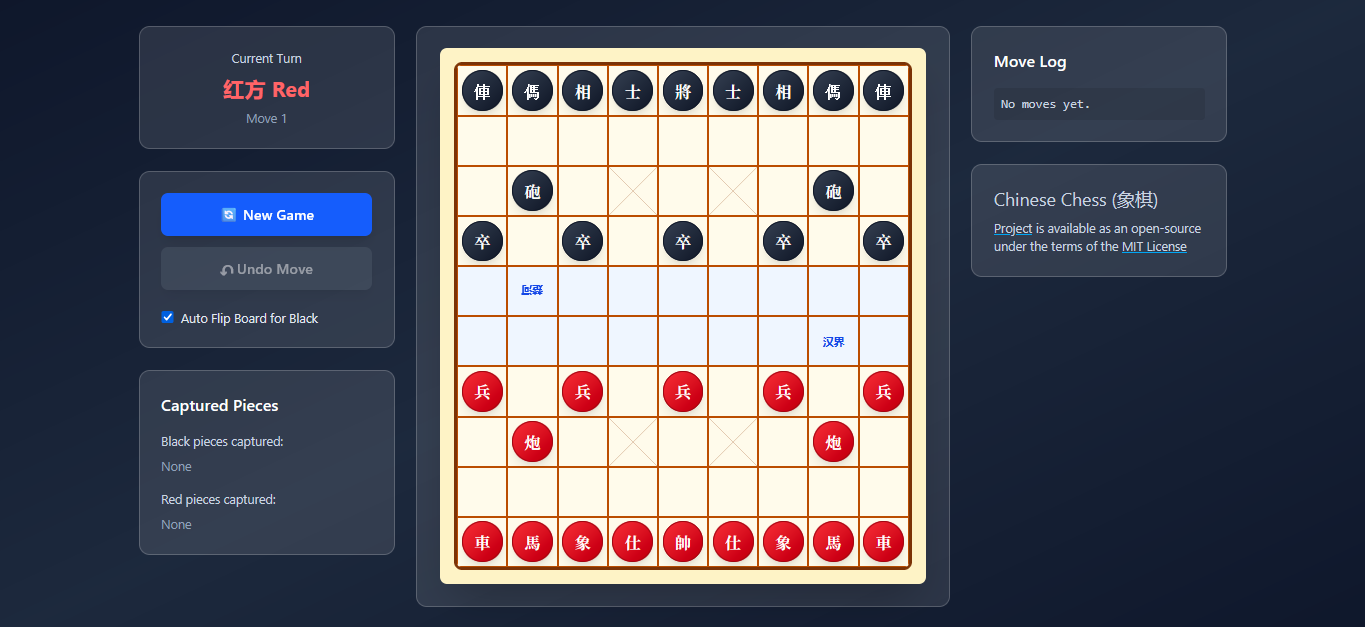 Current Turn
红方 Red
Move 1
🔄 New Game
↶ Undo Move
Auto Flip Board for Black
Captured Pieces
Black pieces captured:
None
Red pieces captured:
None
俥 傌 相 士 將 士 相 傌 俥
砲 砲
卒 卒 卒 卒 卒
汉界
兵 兵 兵 兵 兵
炮 炮
車 馬 象 仕 帥 仕 象 馬 車
Move Log
No moves yet.
Chinese Chess (象棋)
Project is available as an open-source
under the terms of the MIT License